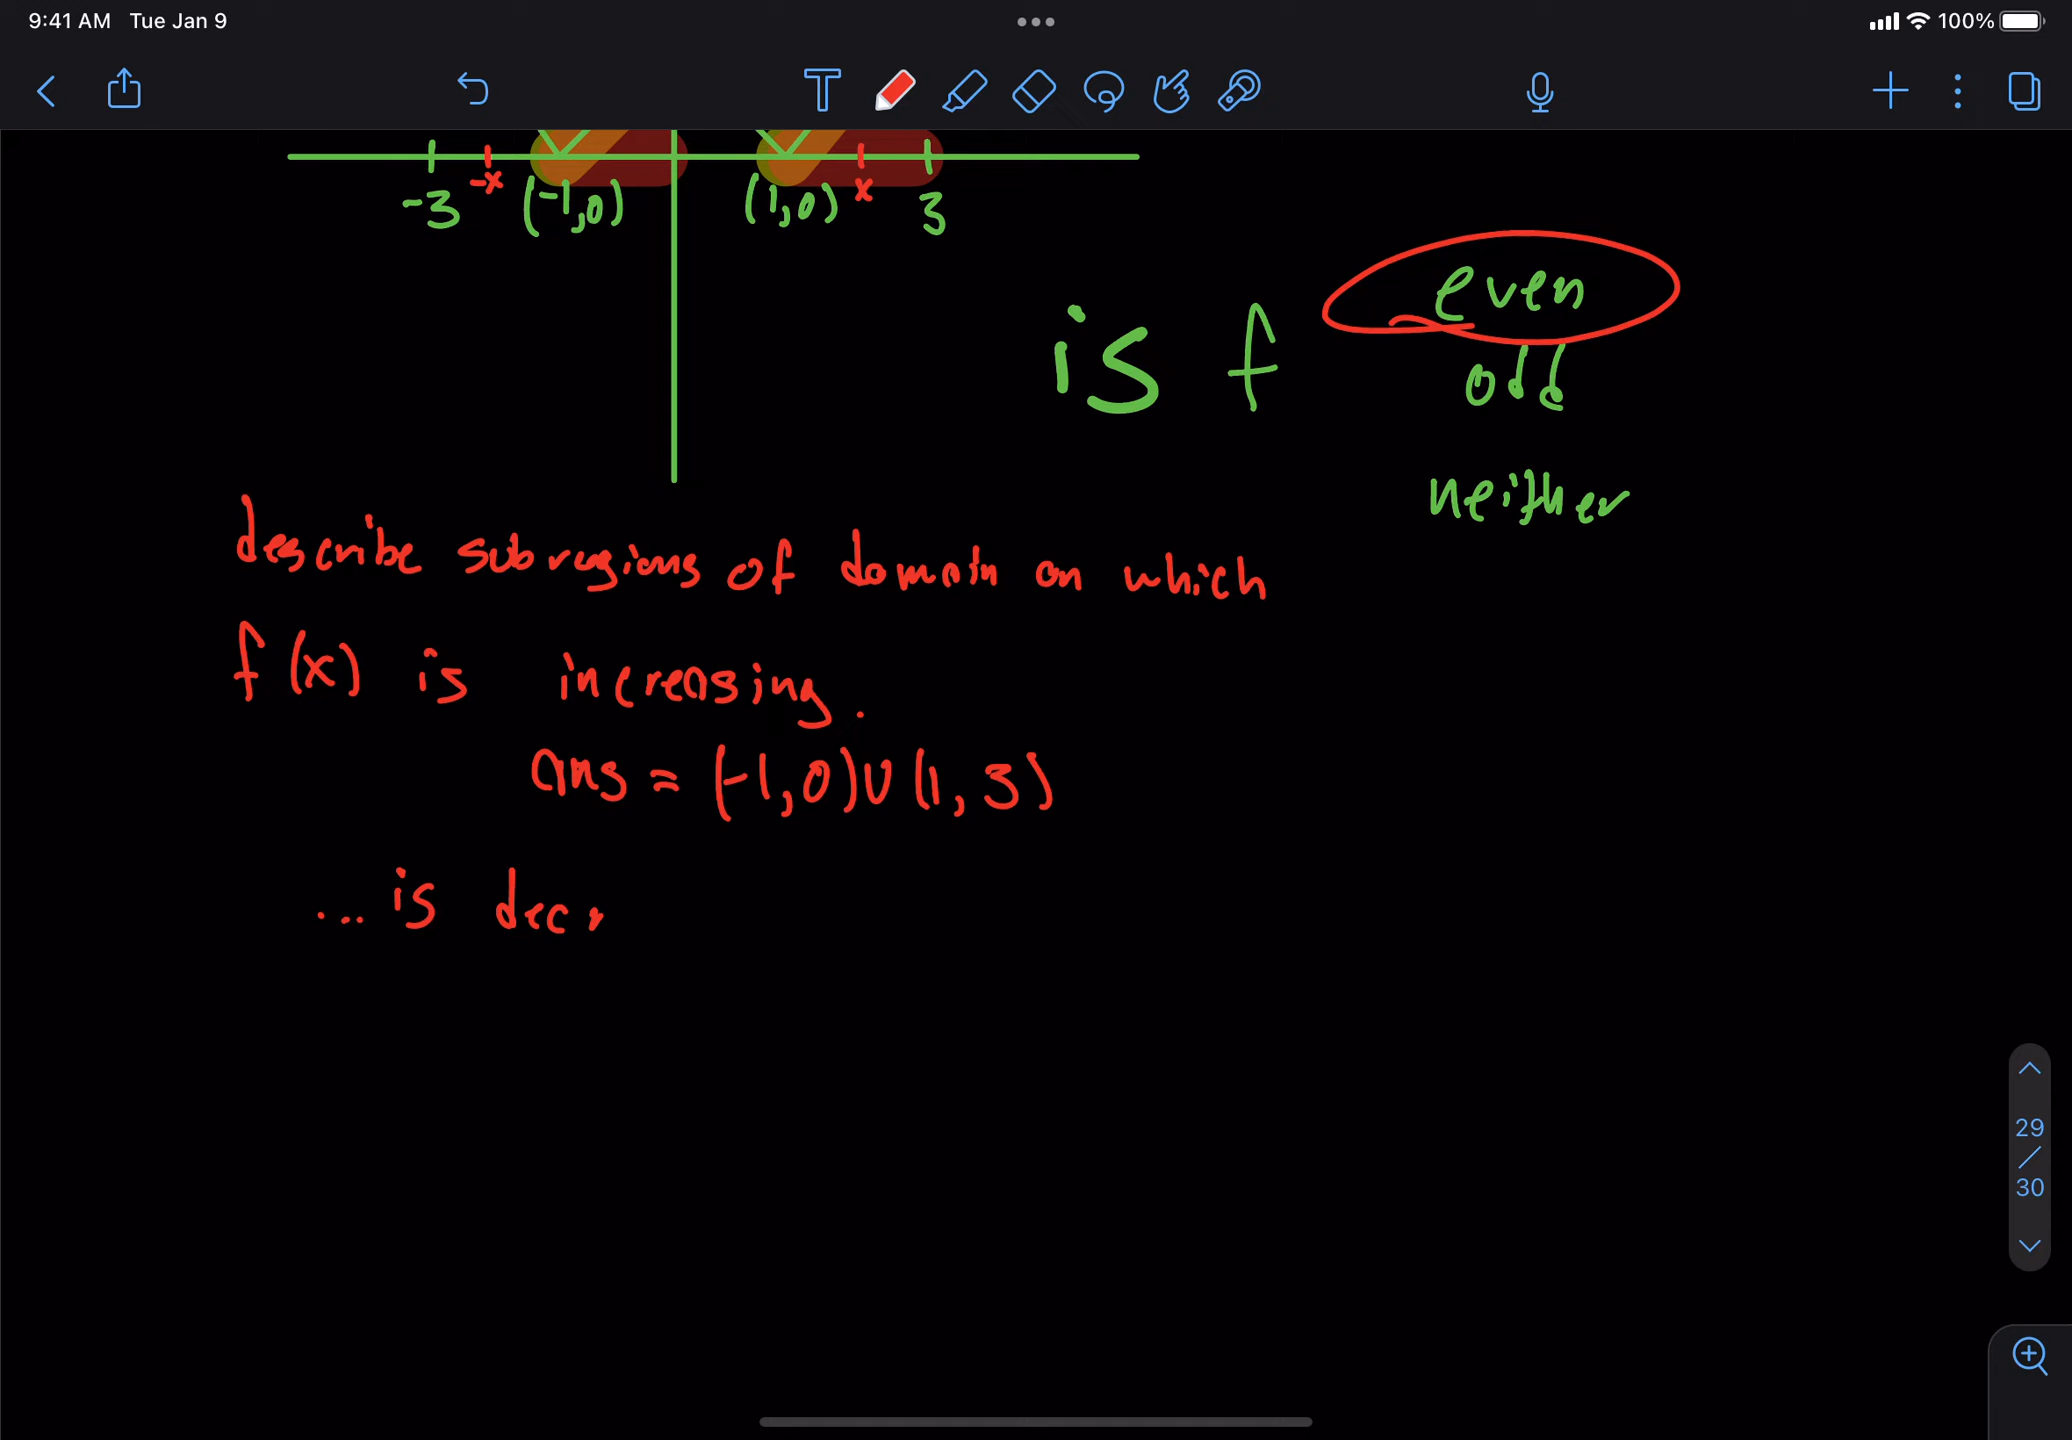 9:41 AM Tue Jan 9
100%
-3 -x (-1,0) (1,0) x 3
even
is f odd
neither
describe subregions of domain on which
f(x) is increasing.
ans = (-1,0)∪(1,3)
... is decr
29
/
30